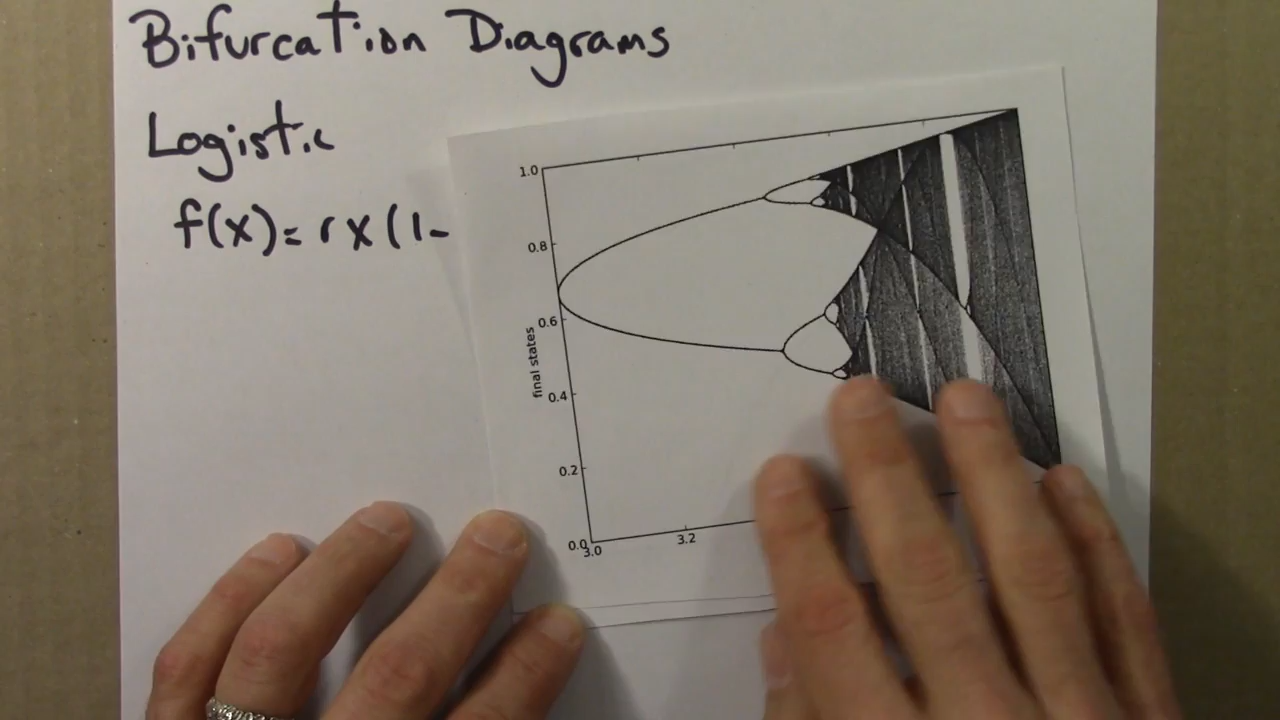 Bifurcation Diagrams
Logistic
f(x)= rx(1-
1.0
0.8
0.6
0.4
0.2
0.0
final states
3.0
3.2